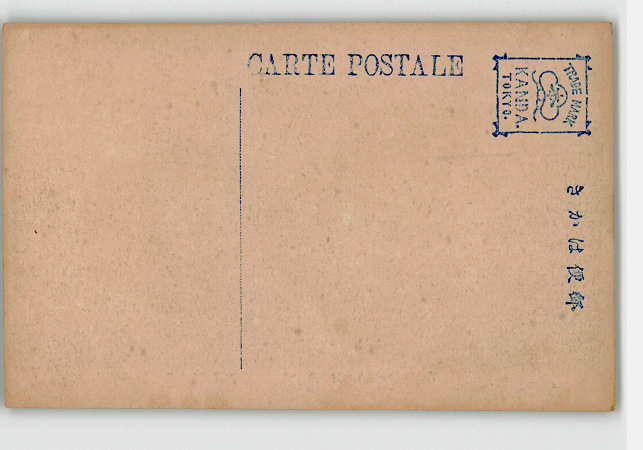 CARTE POSTALE
TRADE MARK
KANDA.
TOKYO.
きかは便郵